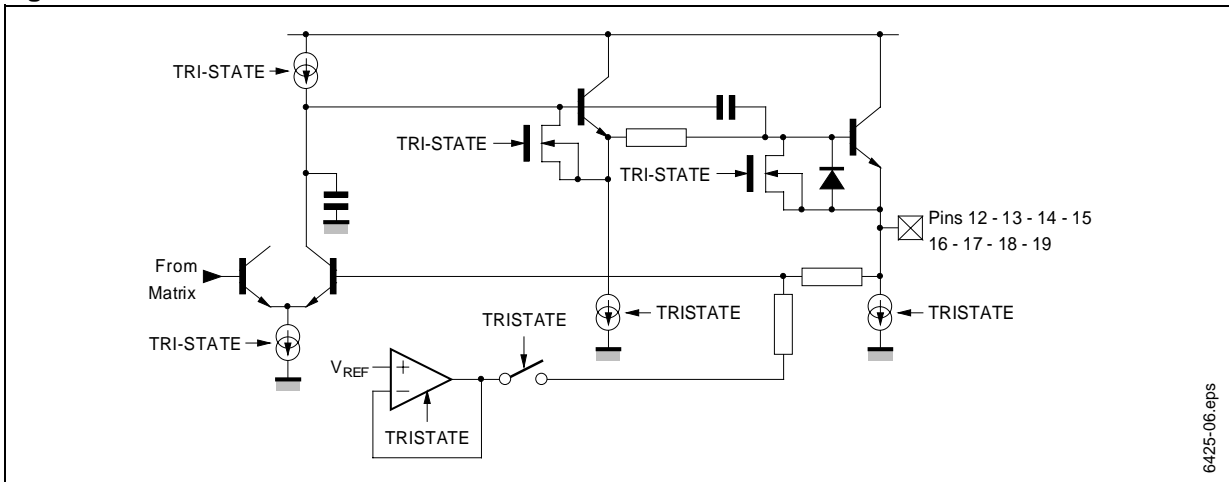 TRI-STATE
TRI-STATE
TRI-STATE
Pins 12 - 13 - 14 - 15
16 - 17 - 18 - 19
From
Matrix
TRI-STATE
TRISTATE
TRISTATE
TRISTATE
VREF
+
−
TRISTATE
6425-06.eps